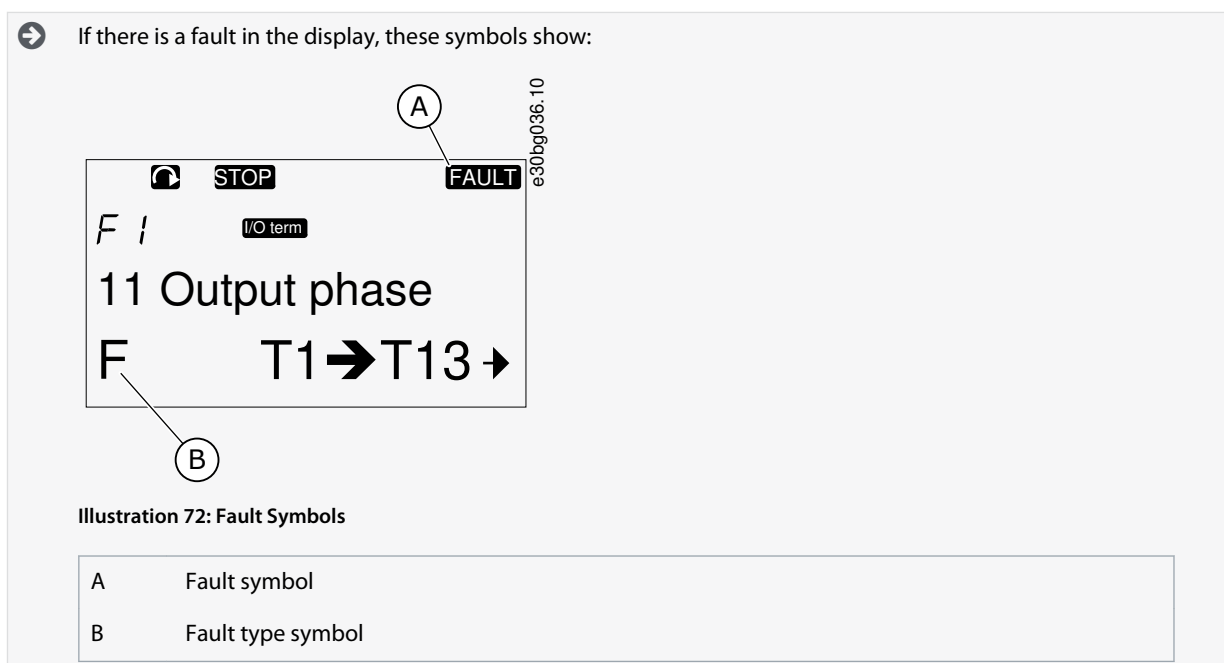 If there is a fault in the display, these symbols show:
A
e30bg036.10
STOP FAULT
F 1 I/O term
11 Output phase
F T1➔T13➔
B
Illustration 72: Fault Symbols
A Fault symbol
B Fault type symbol